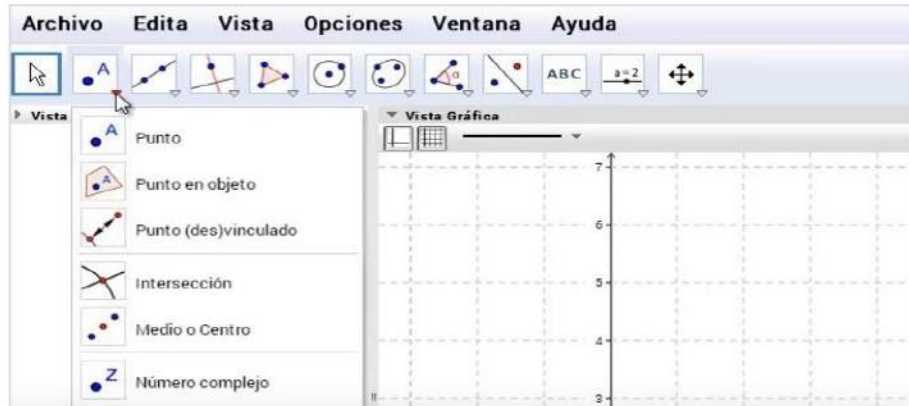 Archivo Edita Vista Opciones Ventana Ayuda
A α ABC a=2
Vista
Vista Gráfica
A Punto
A Punto en objeto
Punto (des)vinculado
Intersección
Medio o Centro
Z Número complejo
7
6
5
4
3